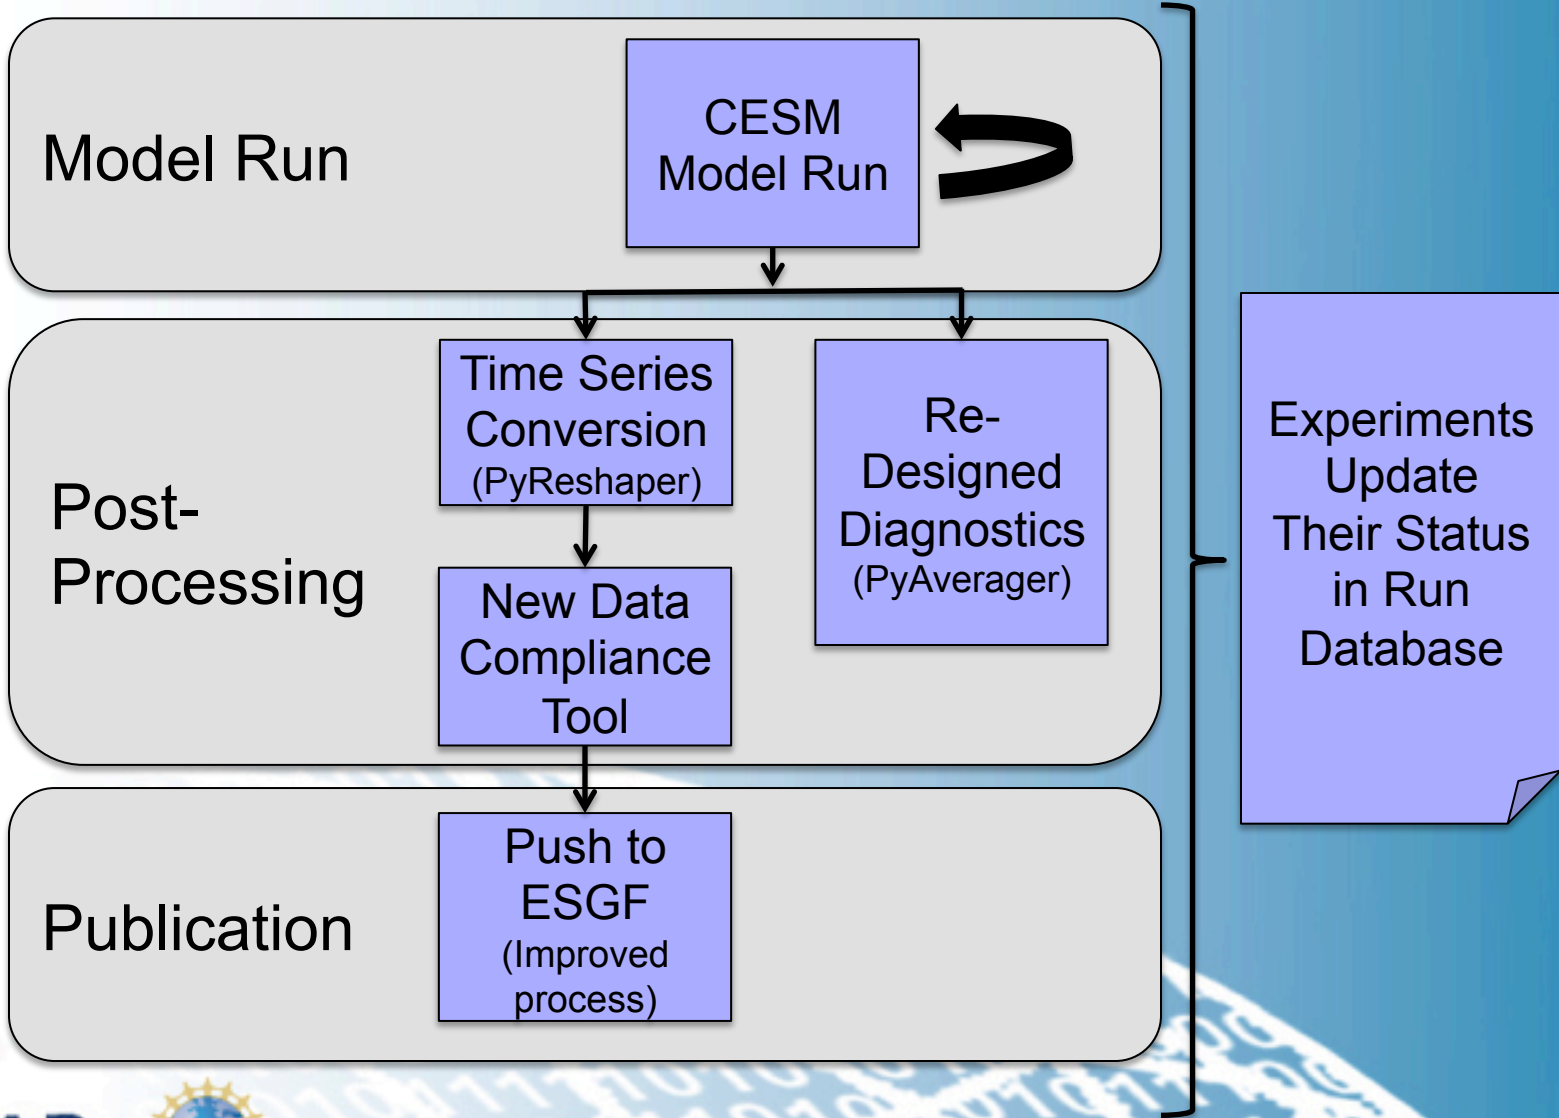 Model Run
CESM
Model Run
Post-
Processing
Time Series
Conversion
(PyReshaper)
Re-
Designed
Diagnostics
(PyAverager)
New Data
Compliance
Tool
Publication
Push to
ESGF
(Improved
process)
Experiments
Update
Their Status
in Run
Database